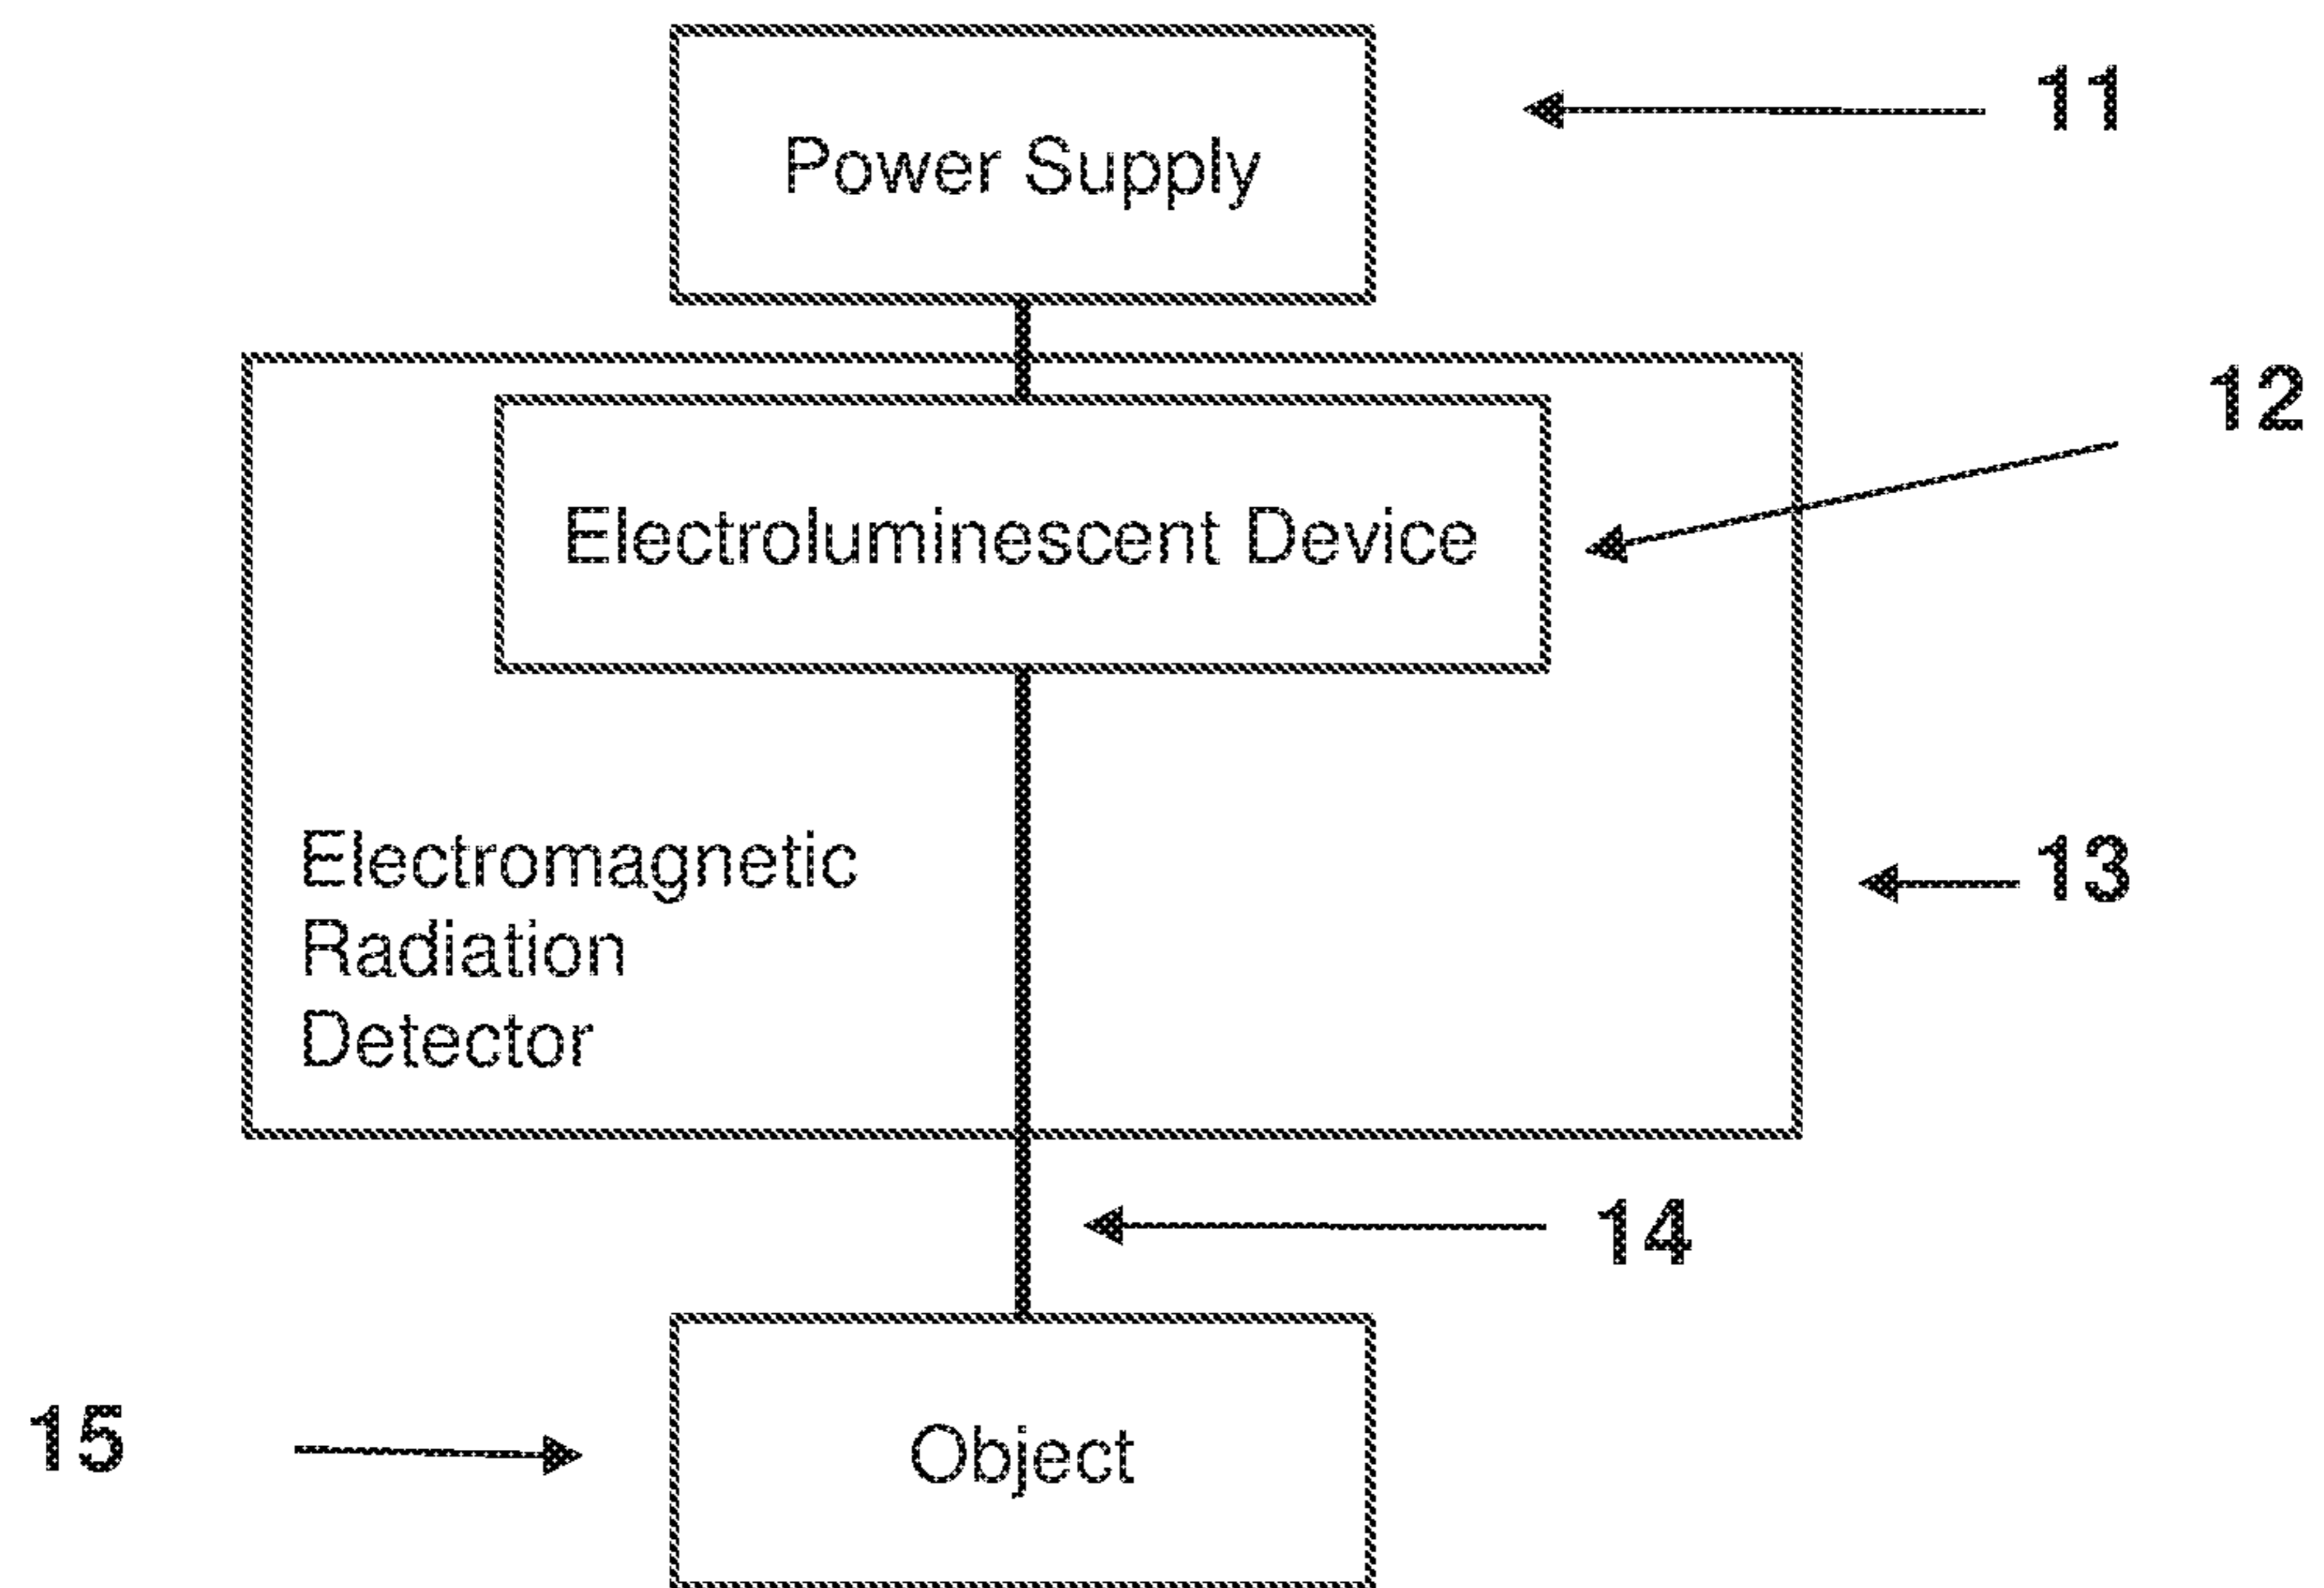 Power Supply
11
12
Electroluminescent Device
Electromagnetic
Radiation
Detector
13
14
15
Object